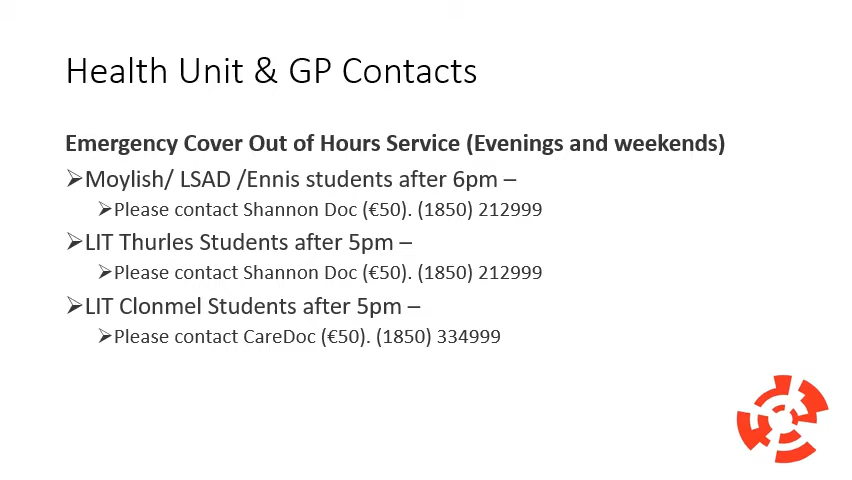 Health Unit & GP Contacts
Emergency Cover Out of Hours Service (Evenings and weekends)
➢Moylish/ LSAD /Ennis students after 6pm –
➢Please contact Shannon Doc (€50). (1850) 212999
➢LIT Thurles Students after 5pm –
➢Please contact Shannon Doc (€50). (1850) 212999
➢LIT Clonmel Students after 5pm –
➢Please contact CareDoc (€50). (1850) 334999